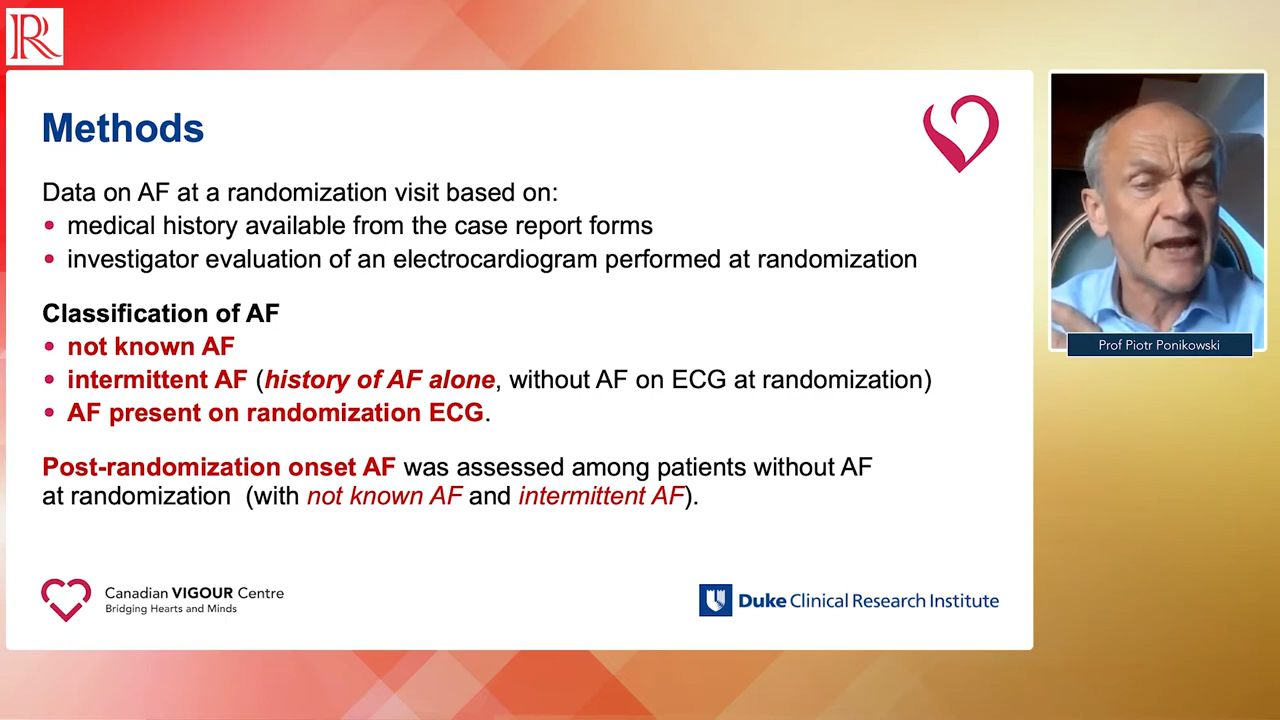 R
Methods
Data on AF at a randomization visit based on:
• medical history available from the case report forms
• investigator evaluation of an electrocardiogram performed at randomization
Classification of AF
• not known AF
• intermittent AF (history of AF alone, without AF on ECG at randomization)
• AF present on randomization ECG.
Post-randomization onset AF was assessed among patients without AF
at randomization (with not known AF and intermittent AF).
Canadian VIGOUR Centre
Bridging Hearts and Minds
Duke Clinical Research Institute
Prof Piotr Ponikowski